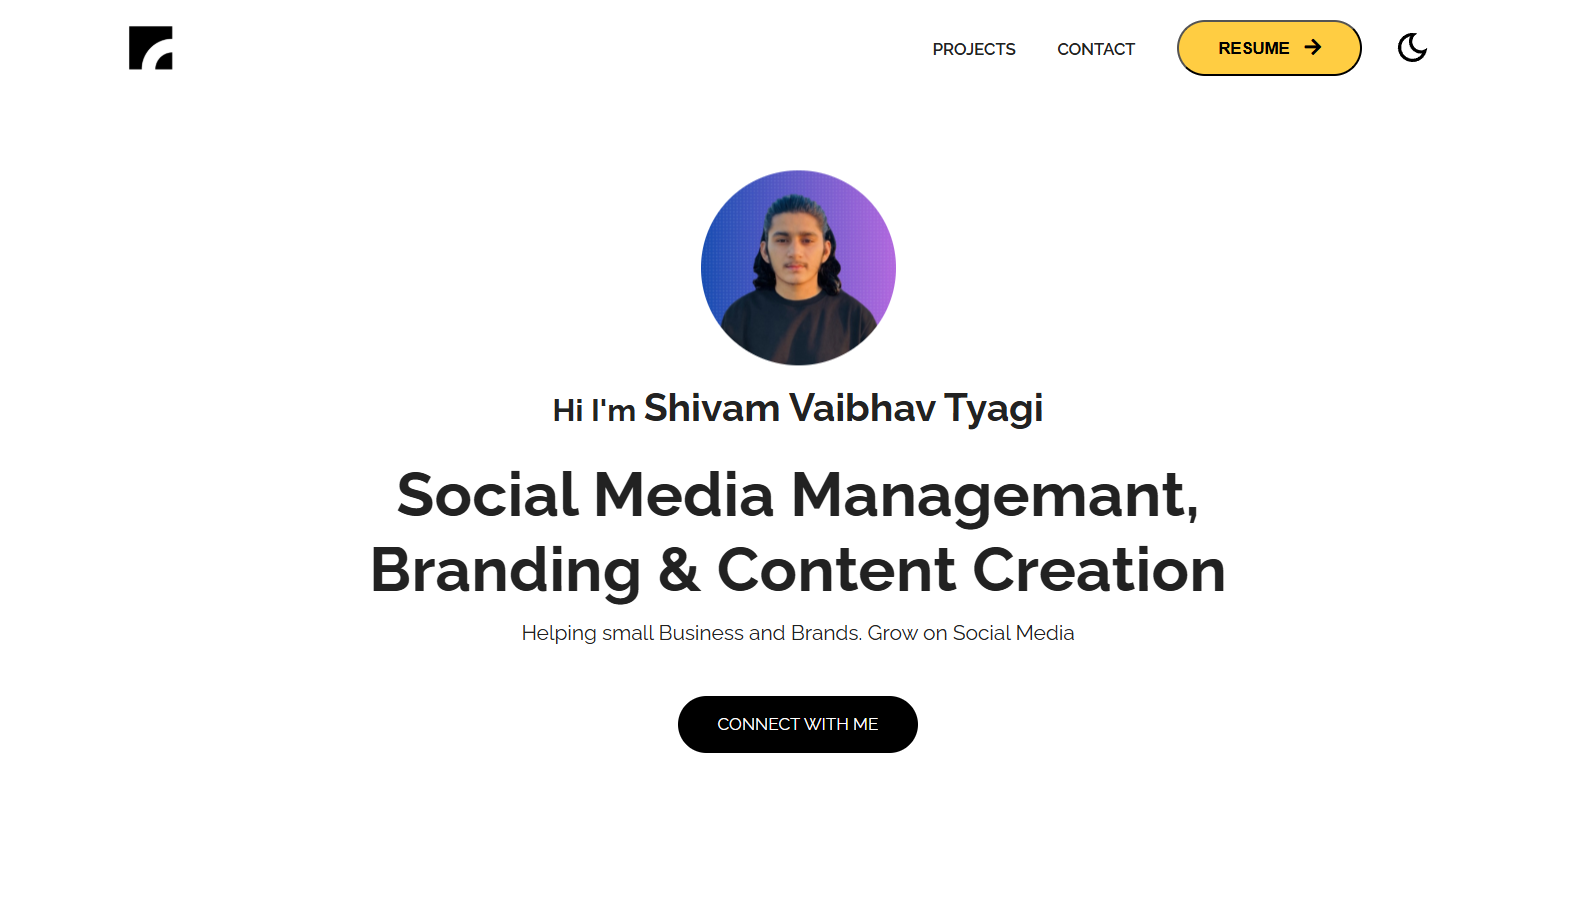 PROJECTS
CONTACT
RESUME
Hi I'm Shivam Vaibhav Tyagi
Social Media Managemant,
Branding & Content Creation
Helping small Business and Brands. Grow on Social Media
CONNECT WITH ME